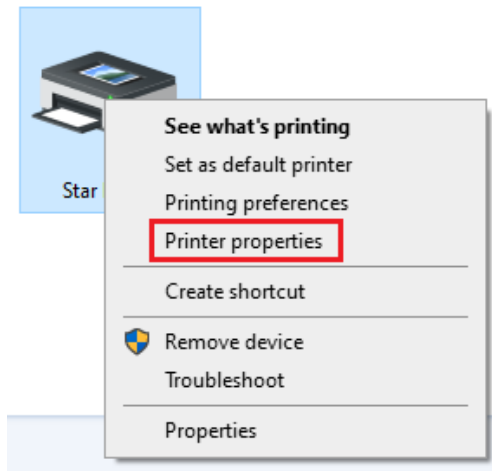 See what's printing
Set as default printer
Star
Printing preferences
Printer properties
Create shortcut
Remove device
Troubleshoot
Properties